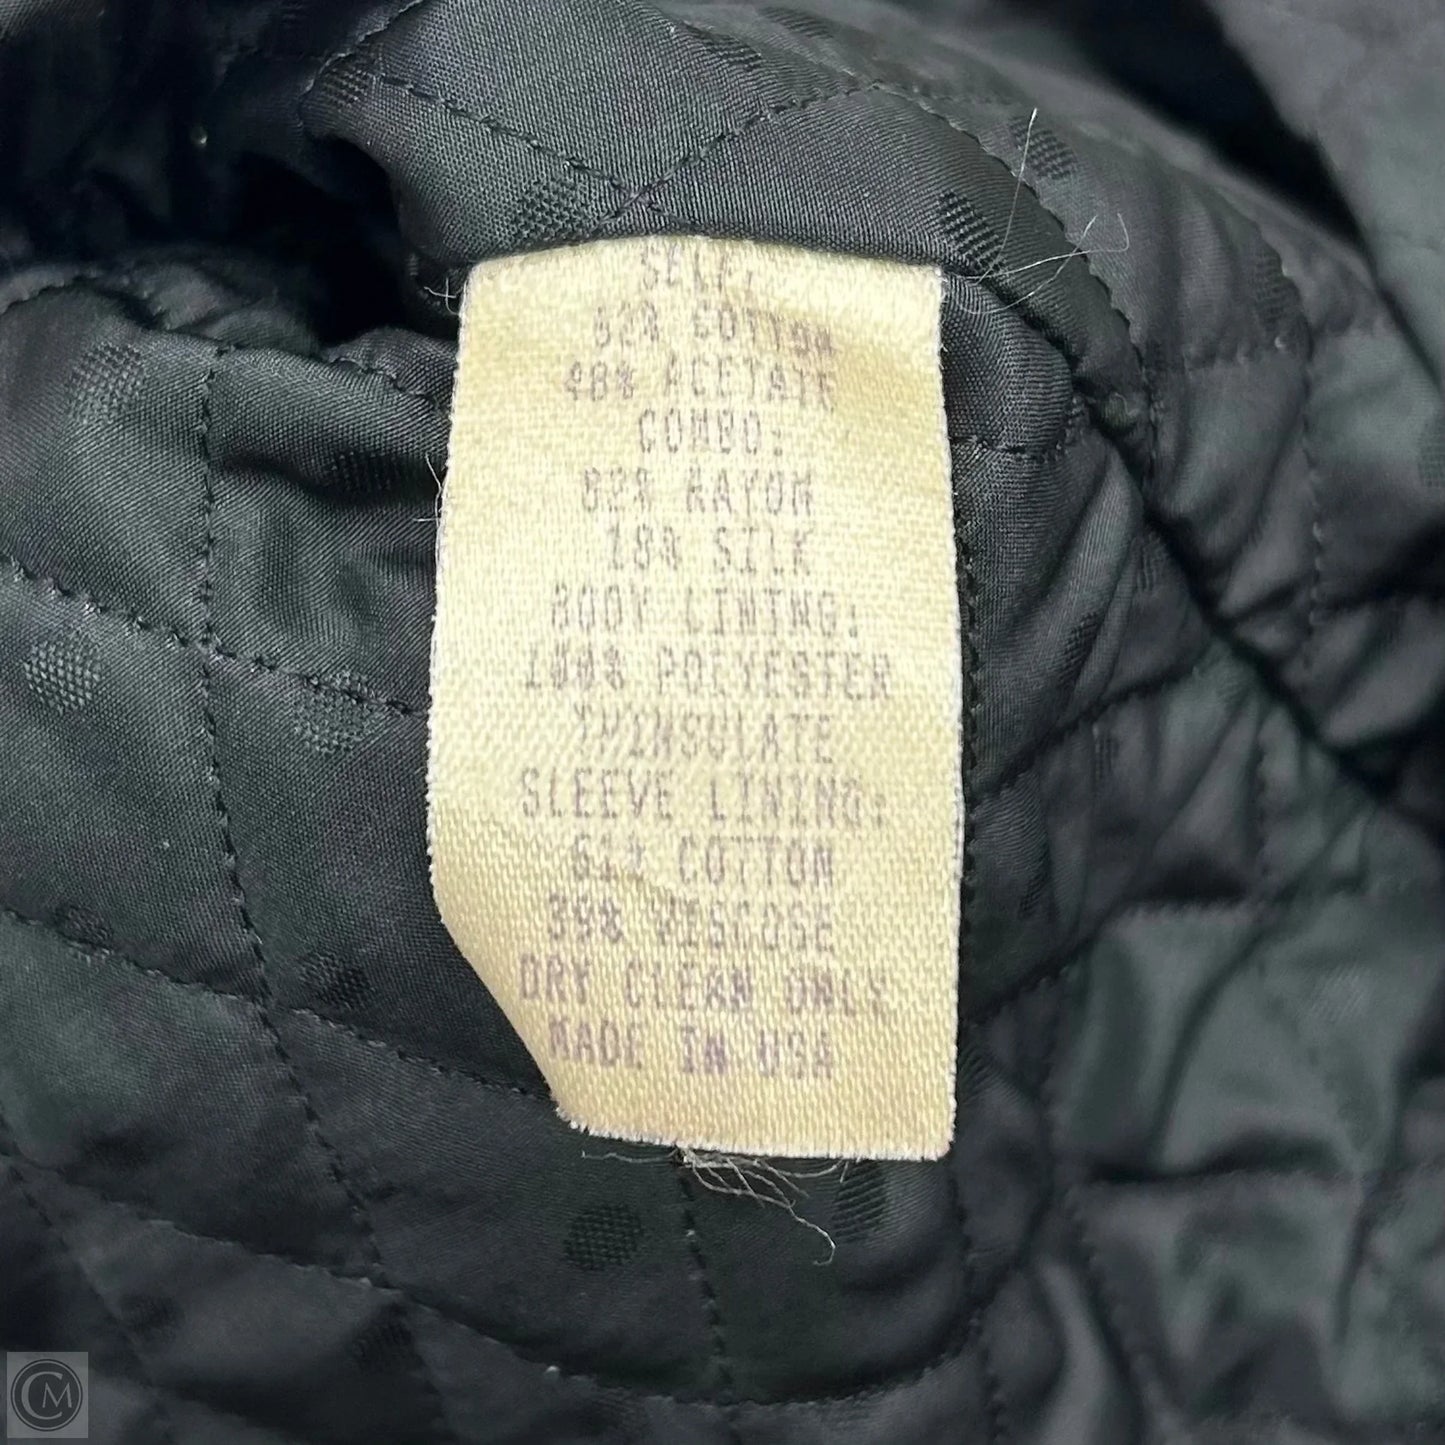 SELF:
52% COTTON
48% ACETATE
COMBO:
82% RAYON
18% SILK
BODY LINING:
100% POLYESTER
THINSULATE
SLEEVE LINING:
61% COTTON
39% VISCOSE
DRY CLEAN ONLY
MADE IN USA
CM